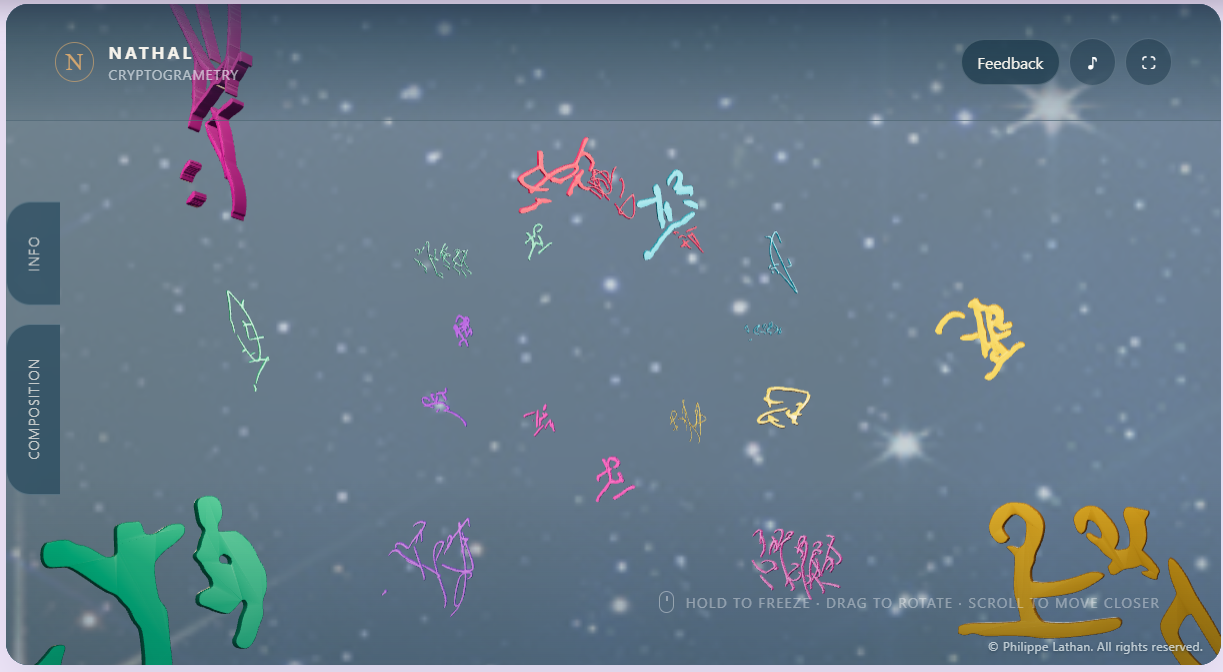 N
NATHAL
CRYPTOGRAMETRY
Feedback
INFO
COMPOSITION
HOLD TO FREEZE · DRAG TO ROTATE · SCROLL TO MOVE CLOSER
© Philippe Lathan. All rights reserved.